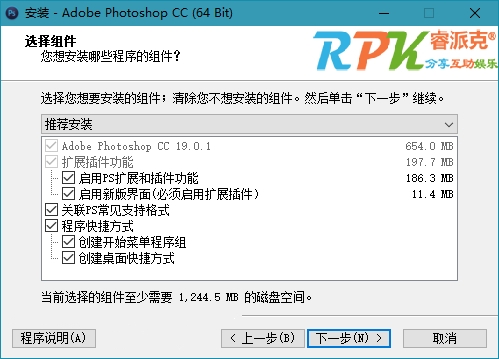 安装 - Adobe Photoshop CC (64 Bit)
选择组件
您想安装哪些程序的组件？
RPK 睿派克®
分享互动娱乐
选择您想要安装的组件；清除您不想安装的组件。然后单击“下一步”继续。
推荐安装
Adobe Photoshop CC 19.0.1 654.0 MB
扩展插件功能 197.7 MB
启用PS扩展和插件功能 186.3 MB
启用新版界面(必须启用扩展插件) 11.4 MB
关联PS常见支持格式
程序快捷方式
创建开始菜单程序组
创建桌面快捷方式
当前选择的组件至少需要 1,244.5 MB 的磁盘空间。
程序说明(A) < 上一步(B) 下一步(N) > 取消